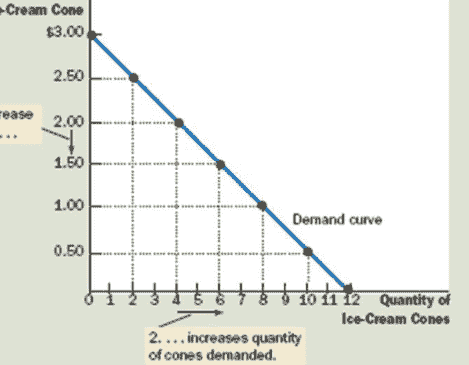 -Cream Cone
$3.00
2.50
2.00
1.50
1.00
0.50
rease
...
Demand curve
0 1 2 3 4 5 6 7 8 9 10 11 12
Quantity of
Ice-Cream Cones
2. ... increases quantity
of cones demanded.